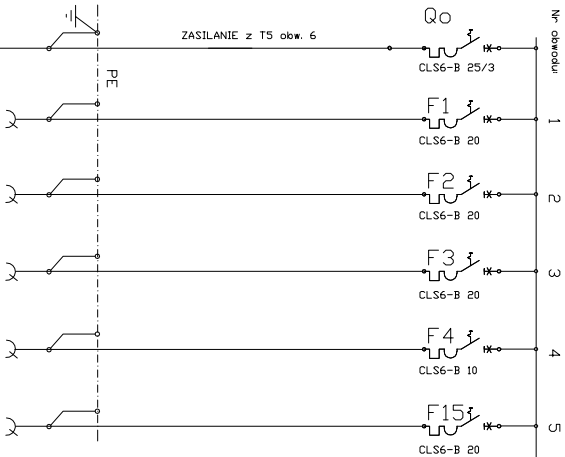 Qo
Nr obwodu
ZASILANIE z T5 obw. 6
CLS6-B 25/3
PE
F1
1
CLS6-B 20
F2
2
CLS6-B 20
F3
3
CLS6-B 20
F4
4
CLS6-B 10
F15
5
CLS6-B 20